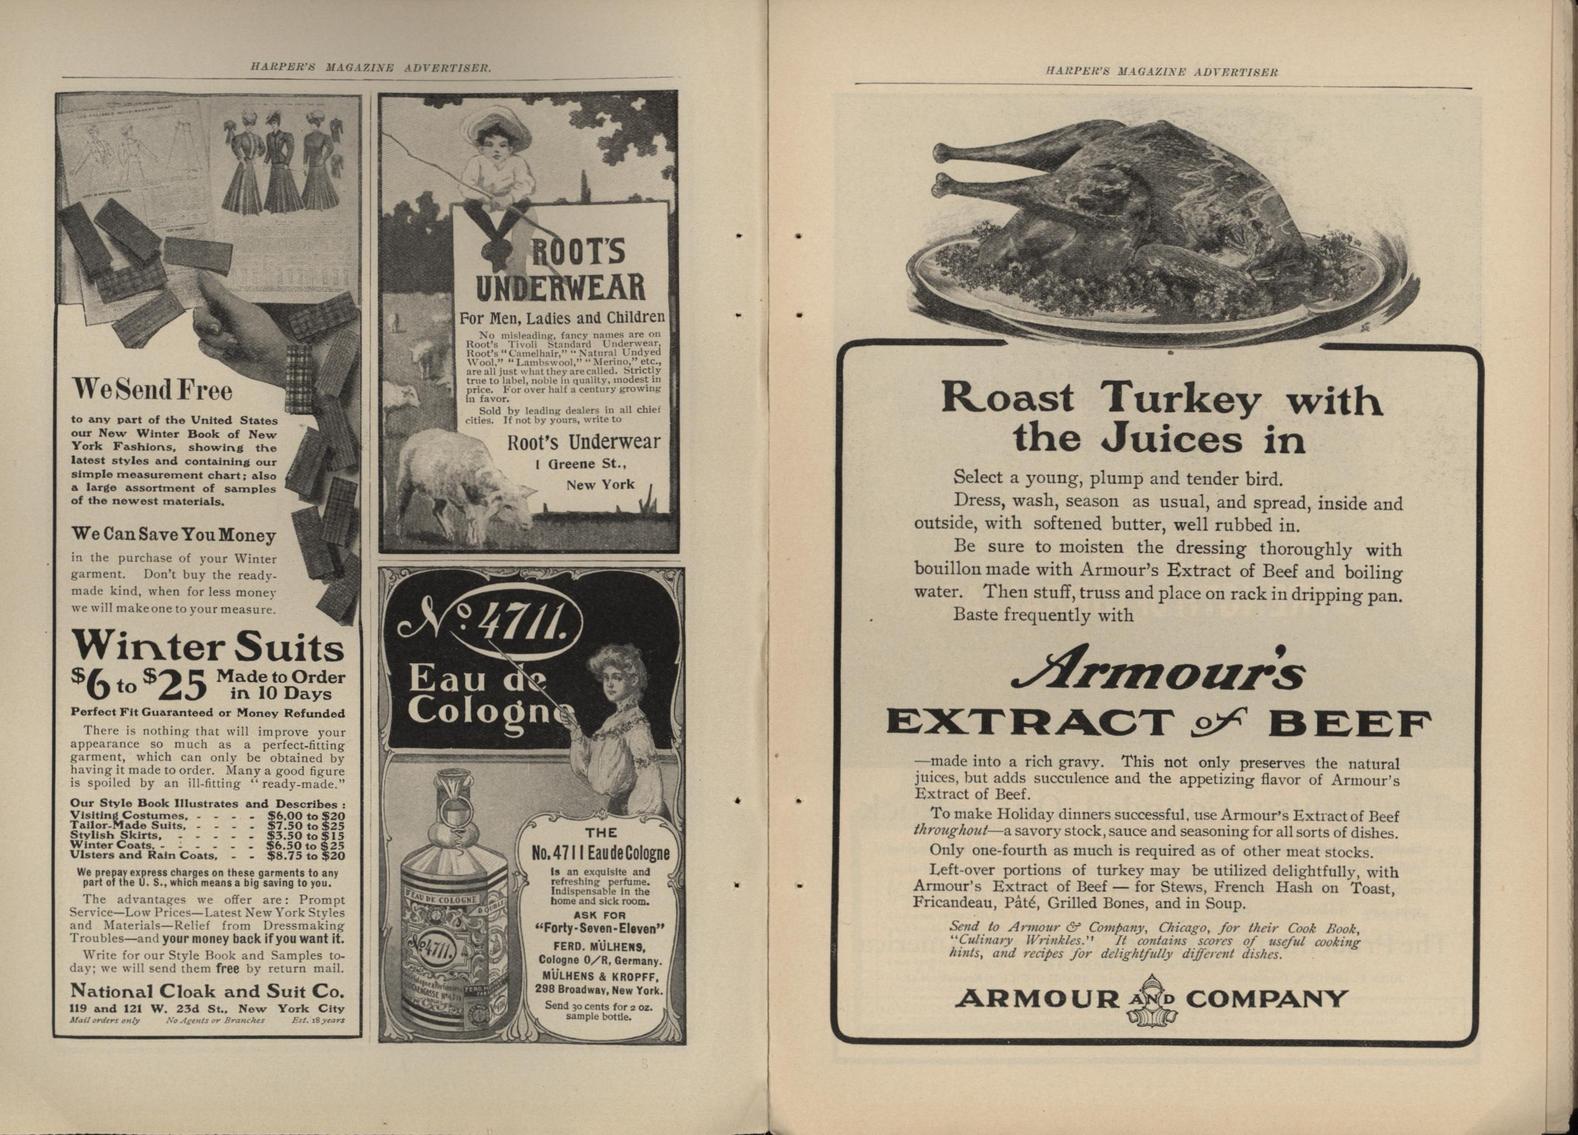 HARPER'S MAGAZINE ADVERTISER.
We Send Free
to any part of the United States
our New Winter Book of New
York Fashions, showing the
latest styles and containing our
simple measurement chart; also
a large assortment of samples
of the newest materials.
We Can Save You Money
in the purchase of your Winter
garment. Don't buy the ready-
made kind, when for less money
we will make one to your measure.
Winter Suits
$6 to $25 Made to Order
in 10 Days
Perfect Fit Guaranteed or Money Refunded
There is nothing that will improve your
appearance so much as a perfect-fitting
garment, which can only be obtained by
having it made to order. Many a good figure
is spoiled by an ill-fitting "ready-made."
Our Style Book Illustrates and Describes :
Visiting Costumes, - - - - $6.00 to $20
Tailor-Made Suits, - - - - $7.50 to $25
Stylish Skirts, - - - - - $3.50 to $15
Winter Coats, - - - - - $6.50 to $25
Ulsters and Rain Coats, - - $8.75 to $20
We prepay express charges on these garments to any
part of the U. S., which means a big saving to you.
The advantages we offer are: Prompt
Service—Low Prices—Latest New York Styles
and Materials—Relief from Dressmaking
Troubles—and your money back if you want it.
Write for our Style Book and Samples to-
day; we will send them free by return mail.
National Cloak and Suit Co.
119 and 121 W. 23d St., New York City
Mail orders only No Agents or Branches Est. 18 years
ROOT'S
UNDERWEAR
For Men, Ladies and Children
No misleading, fancy names are on
Root's Tivoli Standard Underwear,
Root's "Camelhair," "Natural Undyed
Wool," "Lambswool," "Merino," etc.,
are all just what they are called. Strictly
true to label, noble in quality, modest in
price. For over half a century growing
in favor.
Sold by leading dealers in all chief
cities. If not by yours, write to
Root's Underwear
1 Greene St.,
New York
No. 4711.
Eau de
Cologne
EAU DE COLOGNE
DOUBLE
No 4711.
THE
No. 4711 Eau de Cologne
Is an exquisite and
refreshing perfume.
Indispensable in the
home and sick room.
ASK FOR
"Forty-Seven-Eleven"
FERD. MÜLHENS,
Cologne O/R, Germany.
MÜLHENS & KROPFF,
298 Broadway, New York.
Send 30 cents for 2 oz.
sample bottle.
HARPER'S MAGAZINE ADVERTISER
Roast Turkey with
the Juices in
Select a young, plump and tender bird.
Dress, wash, season as usual, and spread, inside and
outside, with softened butter, well rubbed in.
Be sure to moisten the dressing thoroughly with
bouillon made with Armour's Extract of Beef and boiling
water. Then stuff, truss and place on rack in dripping pan.
Baste frequently with
Armour's
EXTRACT of BEEF
—made into a rich gravy. This not only preserves the natural
juices, but adds succulence and the appetizing flavor of Armour's
Extract of Beef.
To make Holiday dinners successful, use Armour's Extract of Beef
throughout—a savory stock, sauce and seasoning for all sorts of dishes.
Only one-fourth as much is required as of other meat stocks.
Left-over portions of turkey may be utilized delightfully, with
Armour's Extract of Beef — for Stews, French Hash on Toast,
Fricandeau, Pâté, Grilled Bones, and in Soup.
Send to Armour & Company, Chicago, for their Cook Book,
"Culinary Wrinkles." It contains scores of useful cooking
hints, and recipes for delightfully different dishes.
ARMOUR AND COMPANY